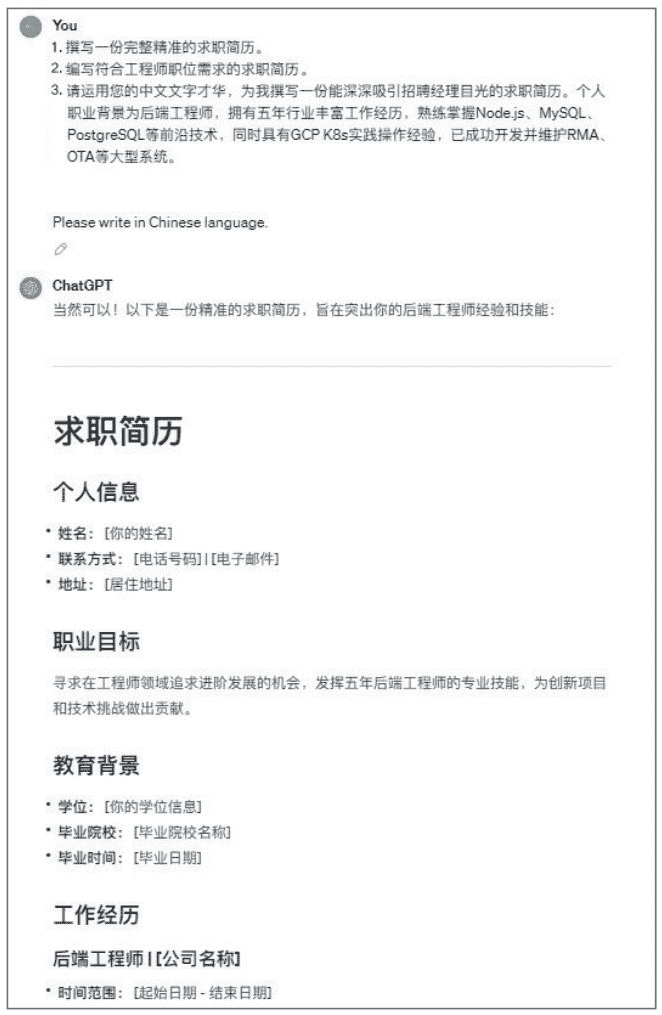 You
1. 撰写一份完整精准的求职简历。
2. 编写符合工程师职位需求的求职简历。
3. 请运用您的中文文字才华，为我撰写一份能深深吸引招聘经理目光的求职简历。个人
职业背景为后端工程师，拥有五年行业丰富工作经历，熟练掌握Node.js、MySQL、
PostgreSQL等前沿技术，同时具有GCP K8s实践操作经验，已成功开发并维护RMA、
OTA等大型系统。
Please write in Chinese language.
ChatGPT
当然可以！以下是一份精准的求职简历，旨在突出你的后端工程师经验和技能：
求职简历
个人信息
• 姓名：[你的姓名]
• 联系方式：[电话号码] | [电子邮件]
• 地址：[居住地址]
职业目标
寻求在工程师领域追求进阶发展的机会，发挥五年后端工程师的专业技能，为创新项目
和技术挑战做出贡献。
教育背景
• 学位：[你的学位信息]
• 毕业院校：[毕业院校名称]
• 毕业时间：[毕业日期]
工作经历
后端工程师 | [公司名称]
• 时间范围：[起始日期 - 结束日期]